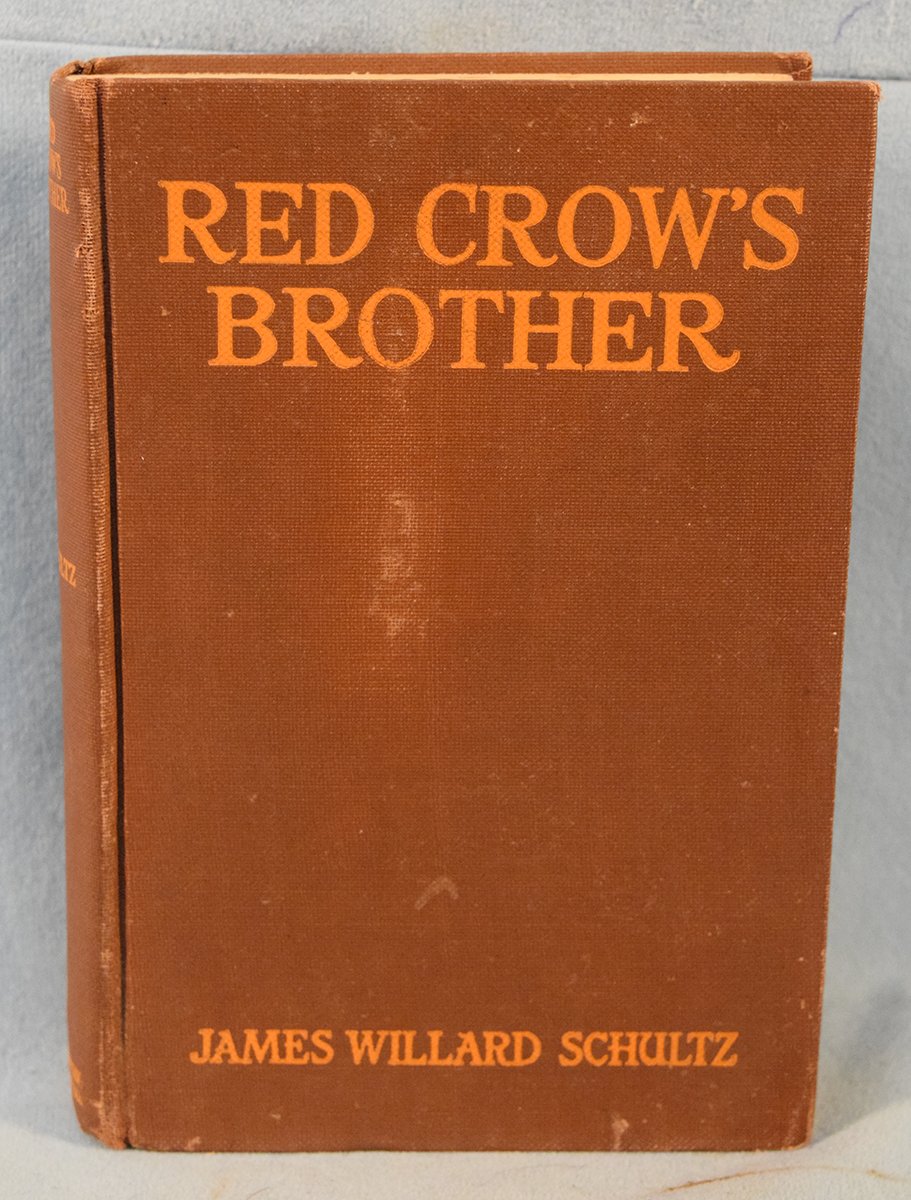 RED CROW'S
BROTHER
JAMES WILLARD SCHULTZ